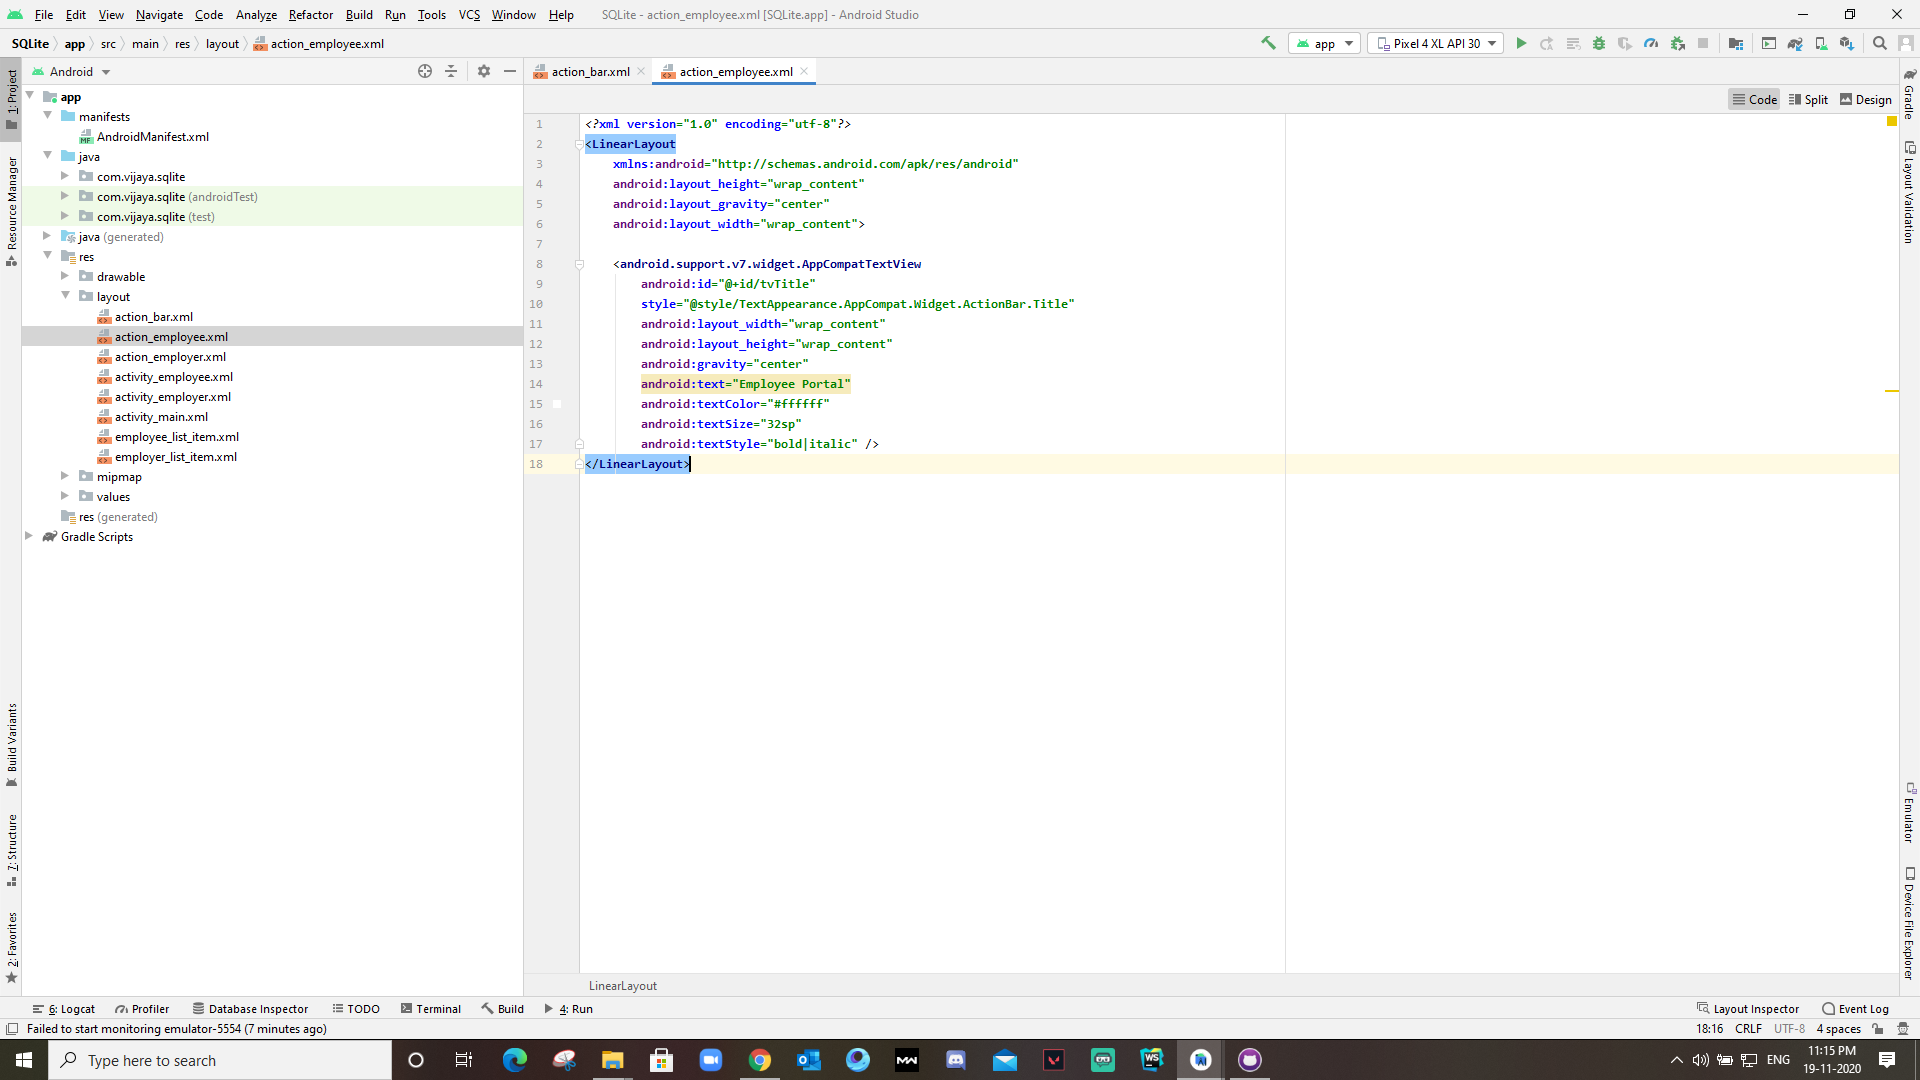 File Edit View Navigate Code Analyze Refactor Build Run Tools VCS Window Help SQLite - action_employee.xml [SQLite.app] - Android Studio
SQLite app src main res layout action_employee.xml app Pixel 4 XL API 30
Android
action_bar.xml action_employee.xml
Code Split Design
1: Project
Resource Manager
Build Variants
7: Structure
2: Favorites
app
manifests
AndroidManifest.xml
java
com.vijaya.sqlite
com.vijaya.sqlite (androidTest)
com.vijaya.sqlite (test)
java (generated)
res
drawable
layout
action_bar.xml
action_employee.xml
action_employer.xml
activity_employee.xml
activity_employer.xml
activity_main.xml
employee_list_item.xml
employer_list_item.xml
mipmap
values
res (generated)
Gradle Scripts
1 <?xml version="1.0" encoding="utf-8"?>
2 <LinearLayout
3 xmlns:android="http://schemas.android.com/apk/res/android"
4 android:layout_height="wrap_content"
5 android:layout_gravity="center"
6 android:layout_width="wrap_content">
7
8 <android.support.v7.widget.AppCompatTextView
9 android:id="@+id/tvTitle"
10 style="@style/TextAppearance.AppCompat.Widget.ActionBar.Title"
11 android:layout_width="wrap_content"
12 android:layout_height="wrap_content"
13 android:gravity="center"
14 android:text="Employee Portal"
15 android:textColor="#ffffff"
16 android:textSize="32sp"
17 android:textStyle="bold|italic" />
18 </LinearLayout>
Gradle
Layout Validation
Emulator
Device File Explorer
LinearLayout
6: Logcat Profiler Database Inspector TODO Terminal Build 4: Run Layout Inspector Event Log
Failed to start monitoring emulator-5554 (7 minutes ago) 18:16 CRLF UTF-8 4 spaces
Type here to search
MW
WS
ENG
11:15 PM
19-11-2020